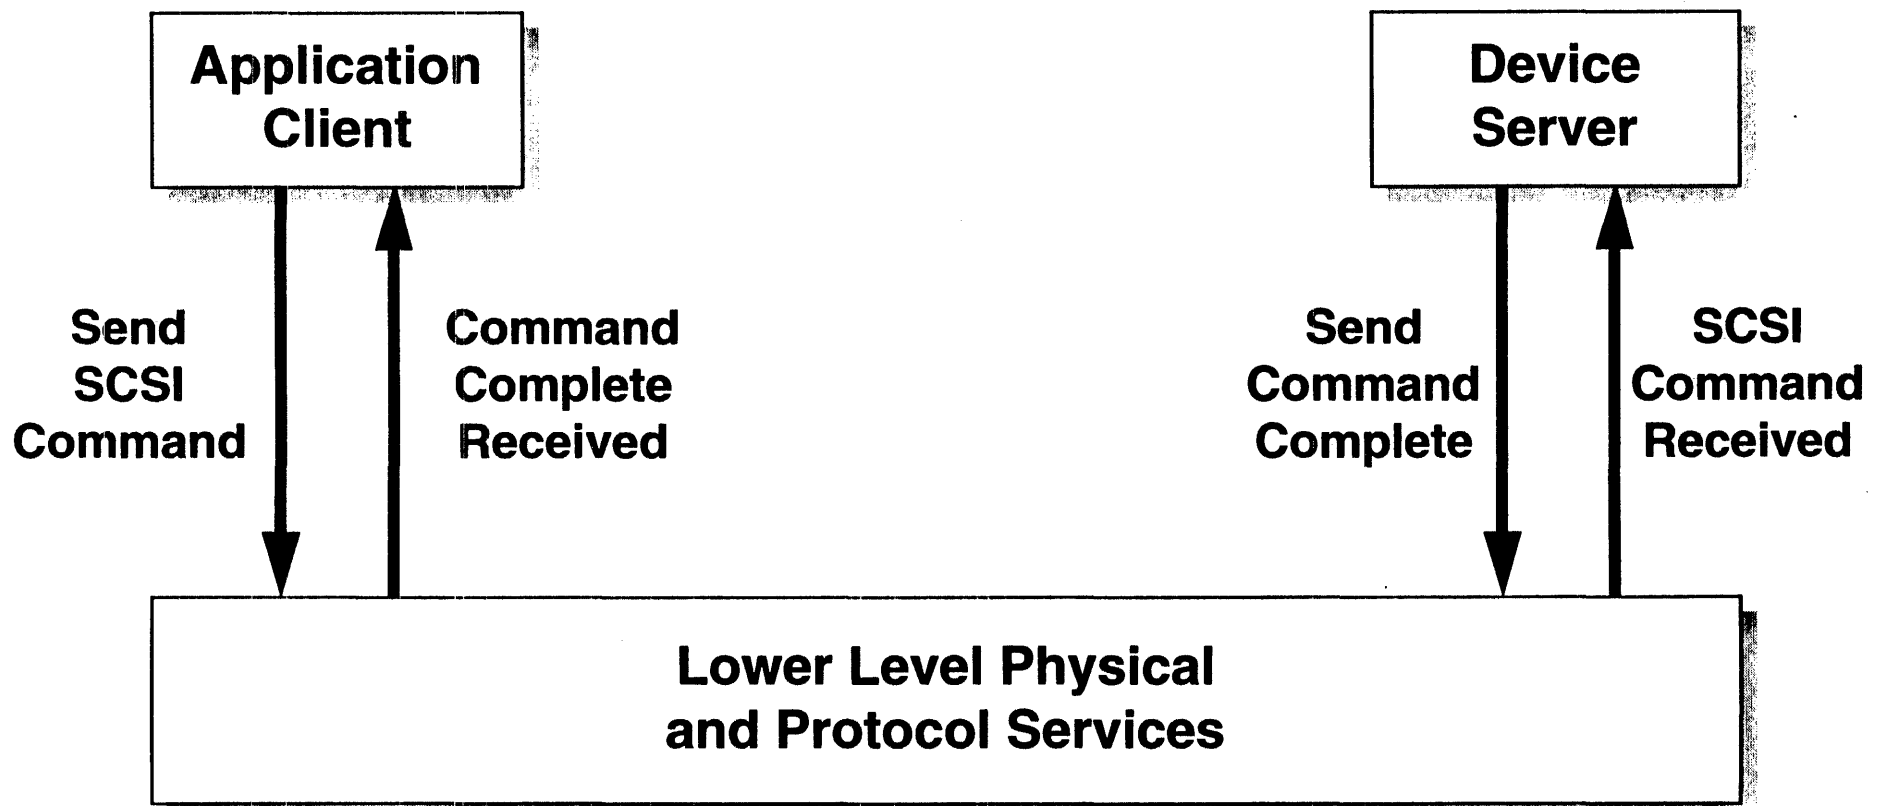 Application
Client
Device
Server
Send
SCSI
Command
Command
Complete
Received
Send
Command
Complete
SCSI
Command
Received
Lower Level Physical
and Protocol Services